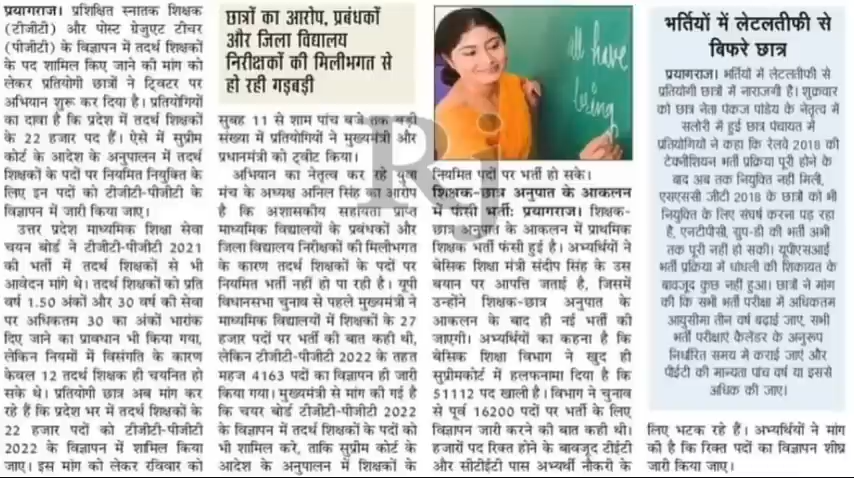 प्रयागराज। प्रशिक्षित स्नातक शिक्षक
(टीजीटी) और पोस्ट ग्रेजुएट टीचर
(पीजीटी) के विज्ञापन में तदर्थ शिक्षकों
के पद शामिल किए जाने की मांग को
लेकर प्रतियोगी छात्रों ने ट्विटर पर
अभियान शुरू कर दिया है। प्रतियोगियों
का दावा है कि प्रदेश में तदर्थ शिक्षकों
के 22 हजार पद हैं। ऐसे में सुप्रीम
कोर्ट के आदेश के अनुपालन में तदर्थ
शिक्षकों के पदों पर नियमित नियुक्ति के
लिए इन पदों को टीजीटी-पीजीटी के
विज्ञापन में जारी किया जाए।
उत्तर प्रदेश माध्यमिक शिक्षा सेवा
चयन बोर्ड ने टीजीटी-पीजीटी 2021
की भर्ती में तदर्थ शिक्षकों से भी
आवेदन मांगे थे। तदर्थ शिक्षकों को प्रति
वर्ष 1.50 अंकों और 30 वर्ष की सेवा
पर अधिकतम 30 का अंकों भारांक
दिए जाने का प्रावधान भी किया गया,
लेकिन नियमों में विसंगति के कारण
केवल 12 तदर्थ शिक्षक ही चयनित हो
सके थे। प्रतियोगी छात्र अब मांग कर
रहे हैं कि प्रदेश भर में तदर्थ शिक्षकों के
22 हजार पदों को टीजीटी-पीजीटी
2022 के विज्ञापन में शामिल किया
जाए। इस मांग को लेकर रविवार को
छात्रों का आरोप, प्रबंधकों
और जिला विद्यालय
निरीक्षकों की मिलीभगत से
हो रही गड़बड़ी
सुबह 11 से शाम पांच बजे तक बड़ी
संख्या में प्रतियोगियों ने मुख्यमंत्री और
प्रधानमंत्री को ट्वीट किया।
अभियान का नेतृत्व कर रहे युवा
मंच के अध्यक्ष अनिल सिंह का आरोप
है कि अशासकीय सहायता प्राप्त
माध्यमिक विद्यालयों के प्रबंधकों और
जिला विद्यालय निरीक्षकों की मिलीभगत
के कारण तदर्थ शिक्षकों के पदों पर
नियमित भर्ती नहीं हो पा रही है। यूपी
विधानसभा चुनाव से पहले मुख्यमंत्री ने
माध्यमिक विद्यालयों में शिक्षकों के 27
हजार पदों पर भर्ती की बात कही थी,
लेकिन टीजीटी-पीजीटी 2022 के तहत
महज 4163 पदों का विज्ञापन ही जारी
किया गया। मुख्यमंत्री से मांग की गई है
कि चयर बोर्ड टीजीटी-पीजीटी 2022
के विज्ञापन में तदर्थ शिक्षकों के पदों को
भी शामिल करे, ताकि सुप्रीम कोर्ट के
आदेश के अनुपालन में शिक्षकों के
all have
being
Rj
नियमित पदों पर भर्ती हो सके।
शिक्षक-छात्र अनुपात के आकलन
में फंसी भर्ती: प्रयागराज। शिक्षक-
छात्र अनुपात के आकलन में प्राथमिक
शिक्षक भर्ती फंसी हुई है। अभ्यर्थियों ने
बेसिक शिक्षा मंत्री संदीप सिंह के उस
बयान पर आपत्ति जताई है, जिसमें
उन्होंने शिक्षक-छात्र अनुपात के
आकलन के बाद ही नई भर्ती की
जाएगी। अभ्यर्थियों का कहना है कि
बेसिक शिक्षा विभाग ने खुद ही
सुप्रीमकोर्ट में हलफनामा दिया है कि
51112 पद खाली है। विभाग ने चुनाव
से पूर्व 16200 पदों पर भर्ती के लिए
विज्ञापन जारी करने की बात कही थी।
हजारों पद रिक्त होने के बावजूद टीईटी
और सीटीईटी पास अभ्यर्थी नौकरी के
भर्तियों में लेटलतीफी से
बिफरे छात्र
प्रयागराज। भर्तियों में लेटलतीफी से
प्रतियोगी छात्रों में नाराजगी है। शुक्रवार
को छात्र नेता पंकज पांडेय के नेतृत्व में
सलोरी में हुई छात्र पंचायत में
प्रतियोगियों ने कहा कि रेलवे 2018 की
टेक्नीशियन भर्ती प्रक्रिया पूरी होने के
बाद अब तक नियुक्ति नहीं मिली,
एसएससी जीटी 2018 के छात्रों को भी
नियुक्ति के लिए संघर्ष करना पड़ रहा
है, एनटीपीसी, ग्रुप-डी की भर्ती अभी
तक पूरी नहीं हो सकी। यूपीएसआई
भर्ती प्रक्रिया में धांधली की शिकायत के
बावजूद कुछ नहीं हुआ। छात्रों ने मांग
की कि सभी भर्ती परीक्षा में अधिकतम
आयुसीमा तीन वर्ष बढ़ाई जाए, सभी
भर्ती परीक्षाएं कैलेंडर के अनुरूप
निर्धारित समय में कराई जाएं और
पीईटी की मान्यता पांच वर्ष या इससे
अधिक की जाए।
लिए भटक रहे हैं। अभ्यर्थियों ने मांग
की है कि रिक्त पदों का विज्ञापन शीघ्र
जारी किया जाए।